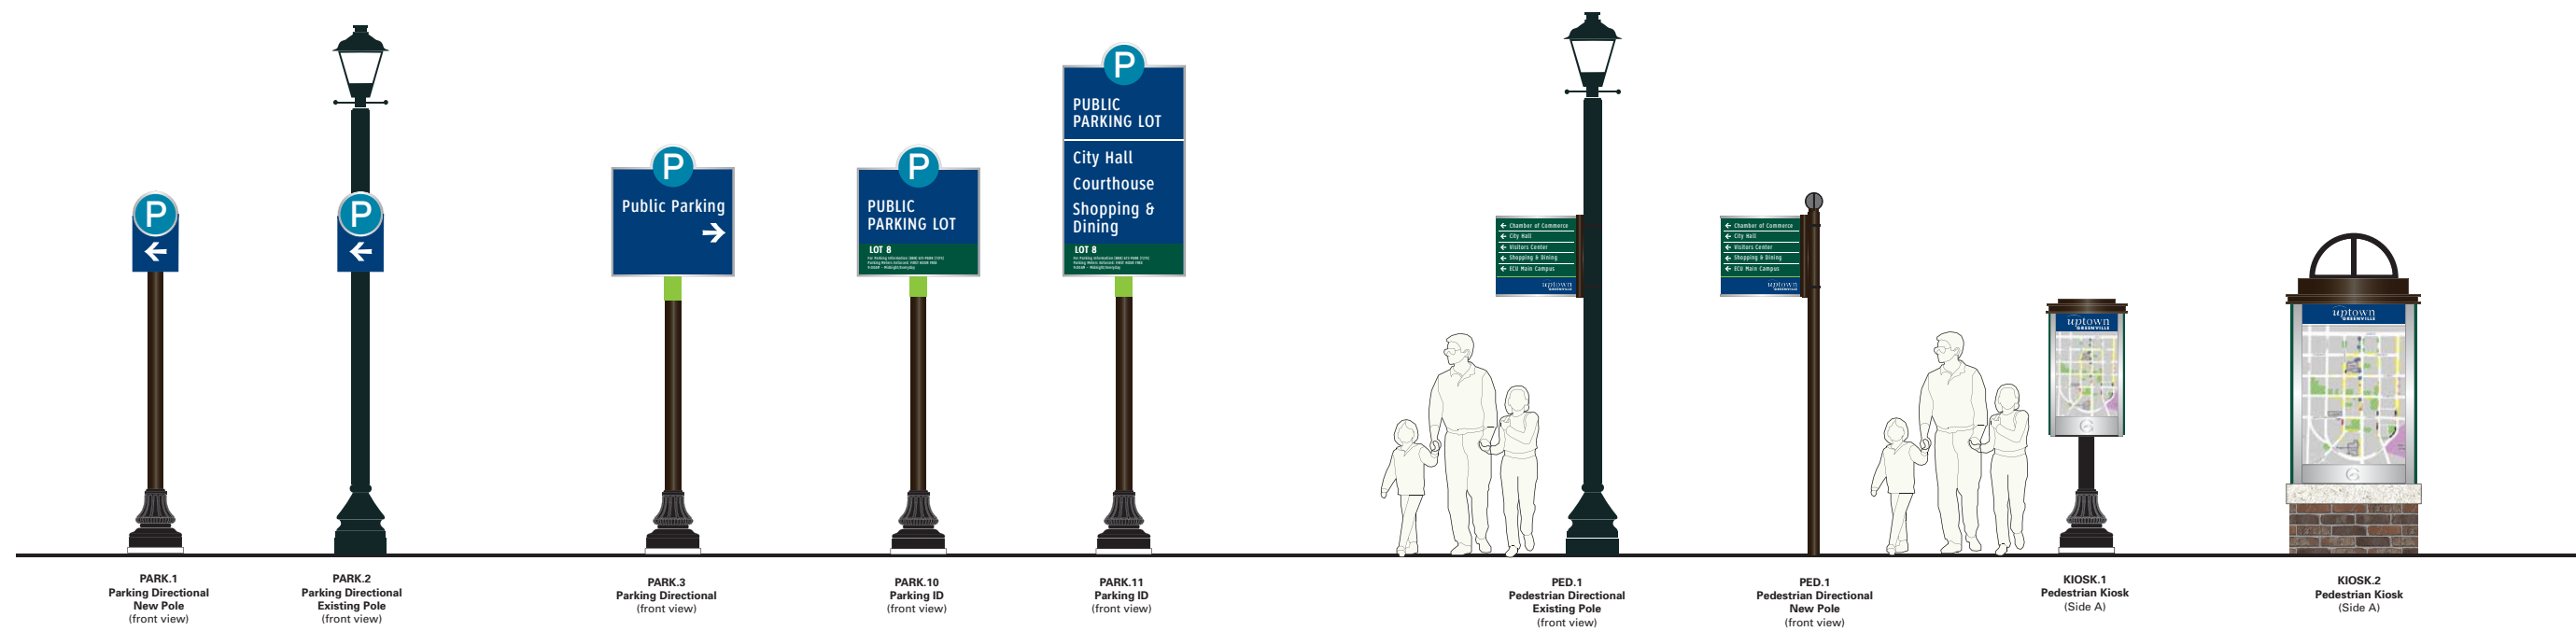 P
P
P
Public Parking
P
PUBLIC
PARKING LOT
LOT 8
P
PUBLIC
PARKING LOT
City Hall
Courthouse
Shopping &
Dining
LOT 8
Chamber of Commerce
City Hall
Visitors Center
Shopping & Dining
ECU Main Campus
uptown
GREENVILLE
Chamber of Commerce
City Hall
Visitors Center
Shopping & Dining
ECU Main Campus
uptown
GREENVILLE
uptown
GREENVILLE
uptown
GREENVILLE
PARK.1
Parking Directional
New Pole
(front view)
PARK.2
Parking Directional
Existing Pole
(front view)
PARK.3
Parking Directional
(front view)
PARK.10
Parking ID
(front view)
PARK.11
Parking ID
(front view)
PED.1
Pedestrian Directional
Existing Pole
(front view)
PED.1
Pedestrian Directional
New Pole
(front view)
KIOSK.1
Pedestrian Kiosk
(Side A)
KIOSK.2
Pedestrian Kiosk
(Side A)